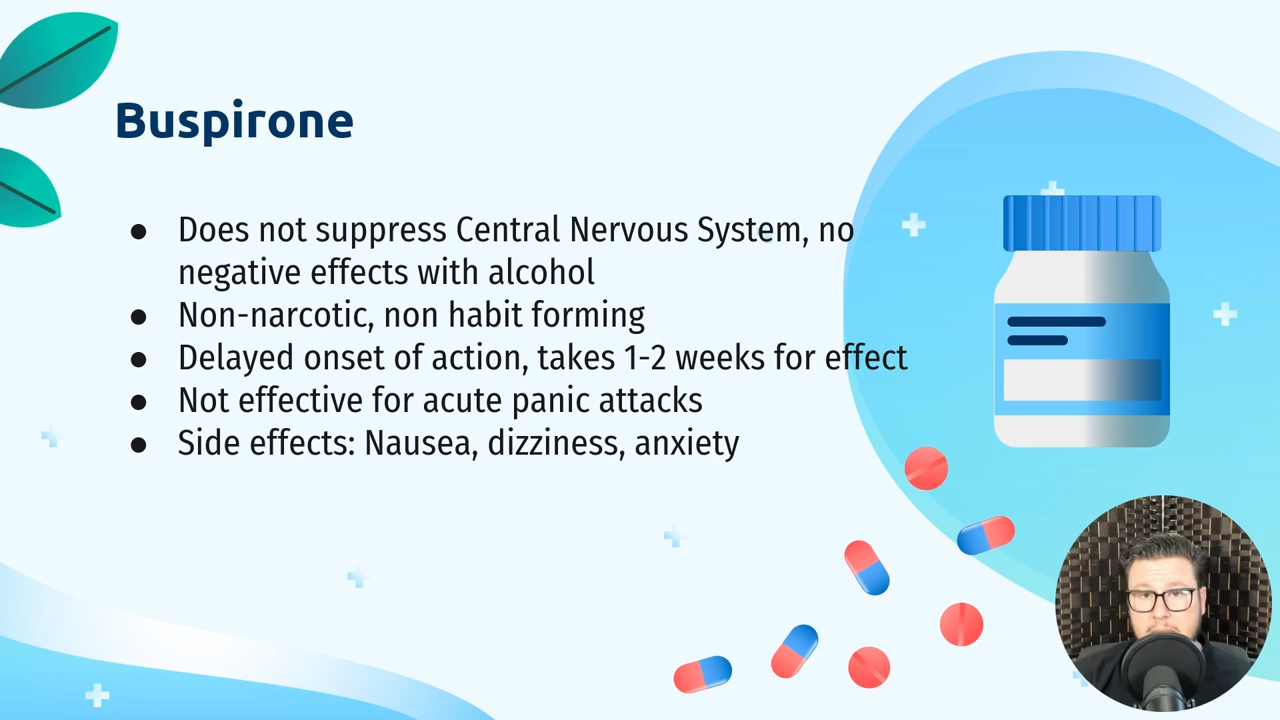 Buspirone
● Does not suppress Central Nervous System, no
negative effects with alcohol
● Non-narcotic, non habit forming
● Delayed onset of action, takes 1-2 weeks for effect
● Not effective for acute panic attacks
● Side effects: Nausea, dizziness, anxiety